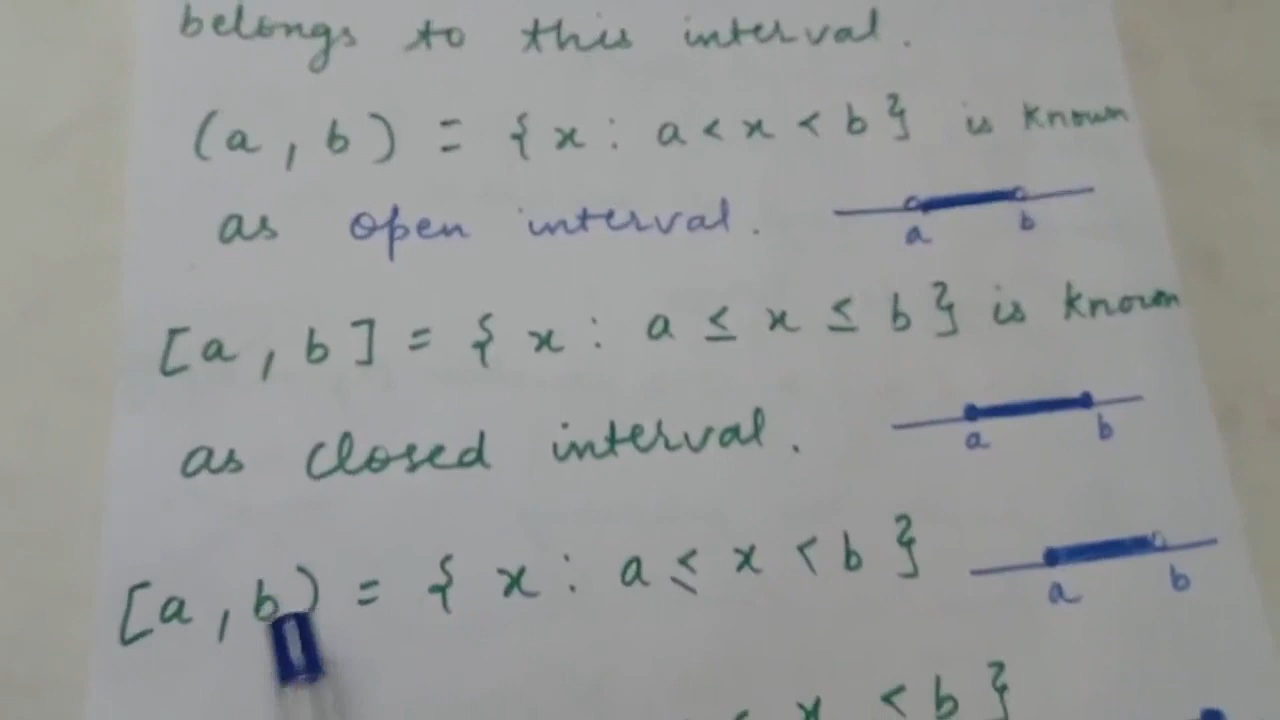 belongs to this interval.
(a, b) = {x : a < x < b} is known
as open interval.
a b
[a, b] = {x : a ≤ x ≤ b} is known
as closed interval.
a b
[a, b) = {x : a ≤ x < b}
a b
x < b}